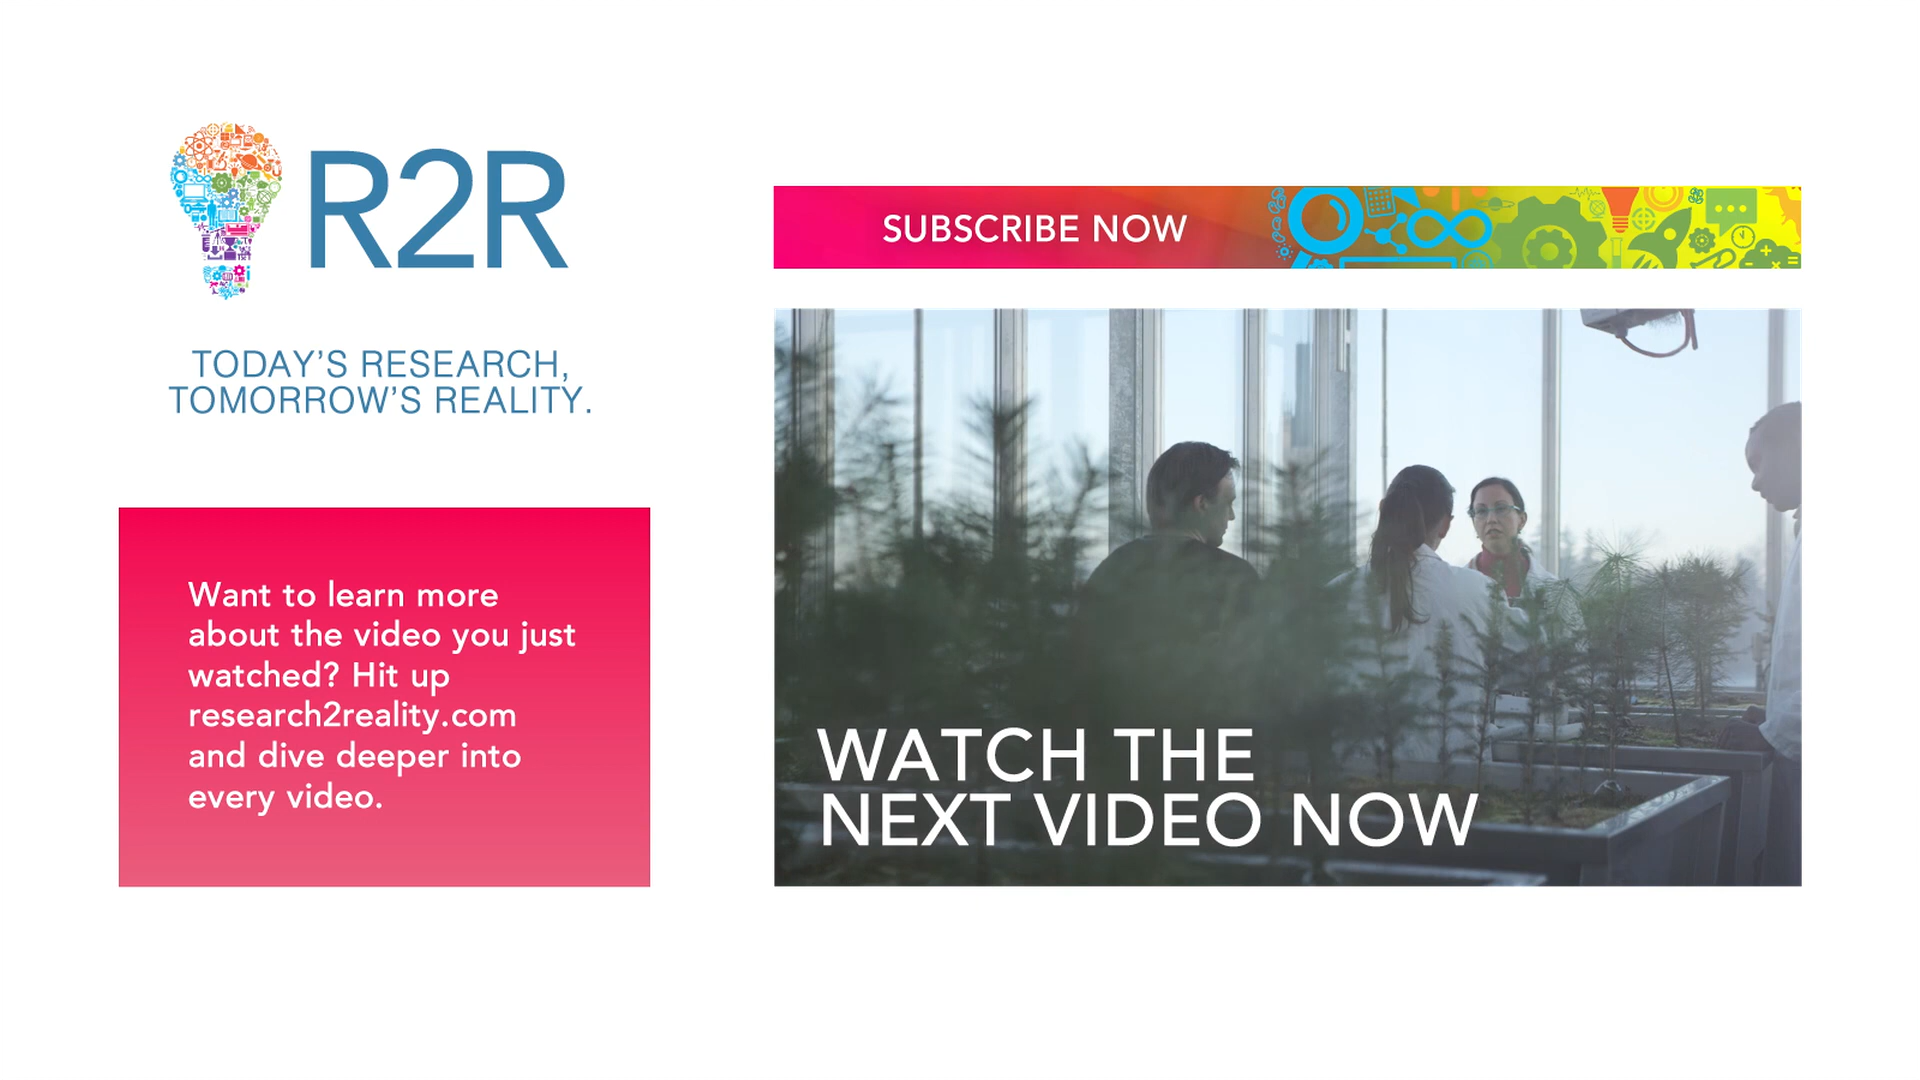 R2R
TODAY’S RESEARCH,
TOMORROW’S REALITY.
Want to learn more
about the video you just
watched? Hit up
research2reality.com
and dive deeper into
every video.
SUBSCRIBE NOW
WATCH THE
NEXT VIDEO NOW